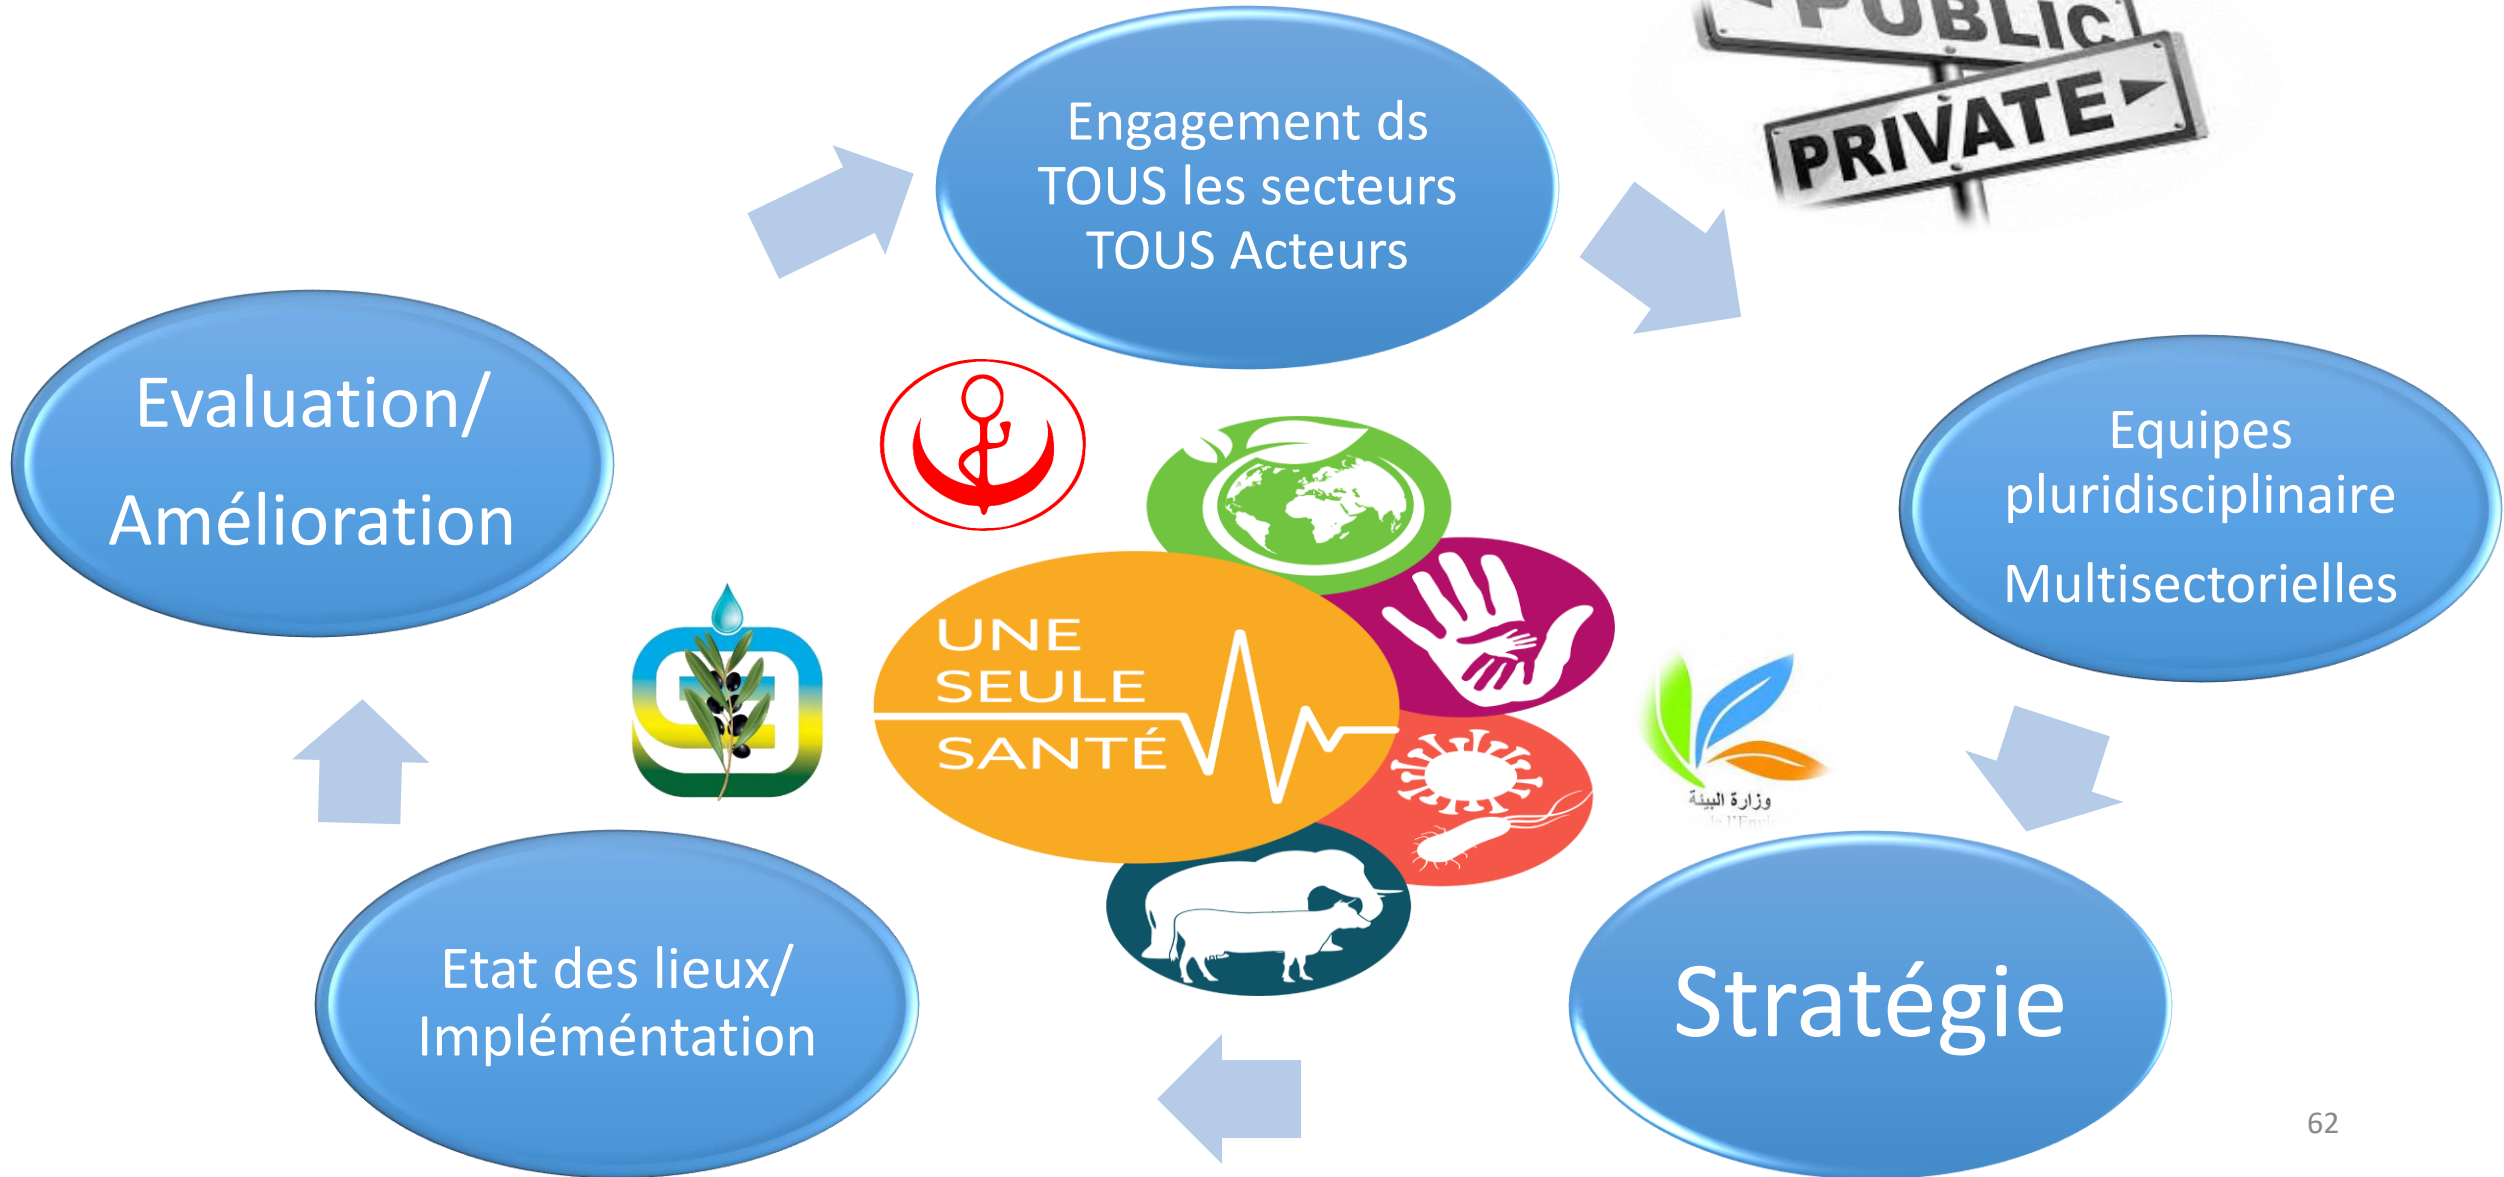 PUBLIC
PRIVATE
Engagement ds
TOUS les secteurs
TOUS Acteurs
Equipes
pluridisciplinaire
Multisectorielles
Stratégie
Etat des lieux/
Impléméntation
Evaluation/
Amélioration
UNE
SEULE
SANTÉ
وزارة البيئة
62